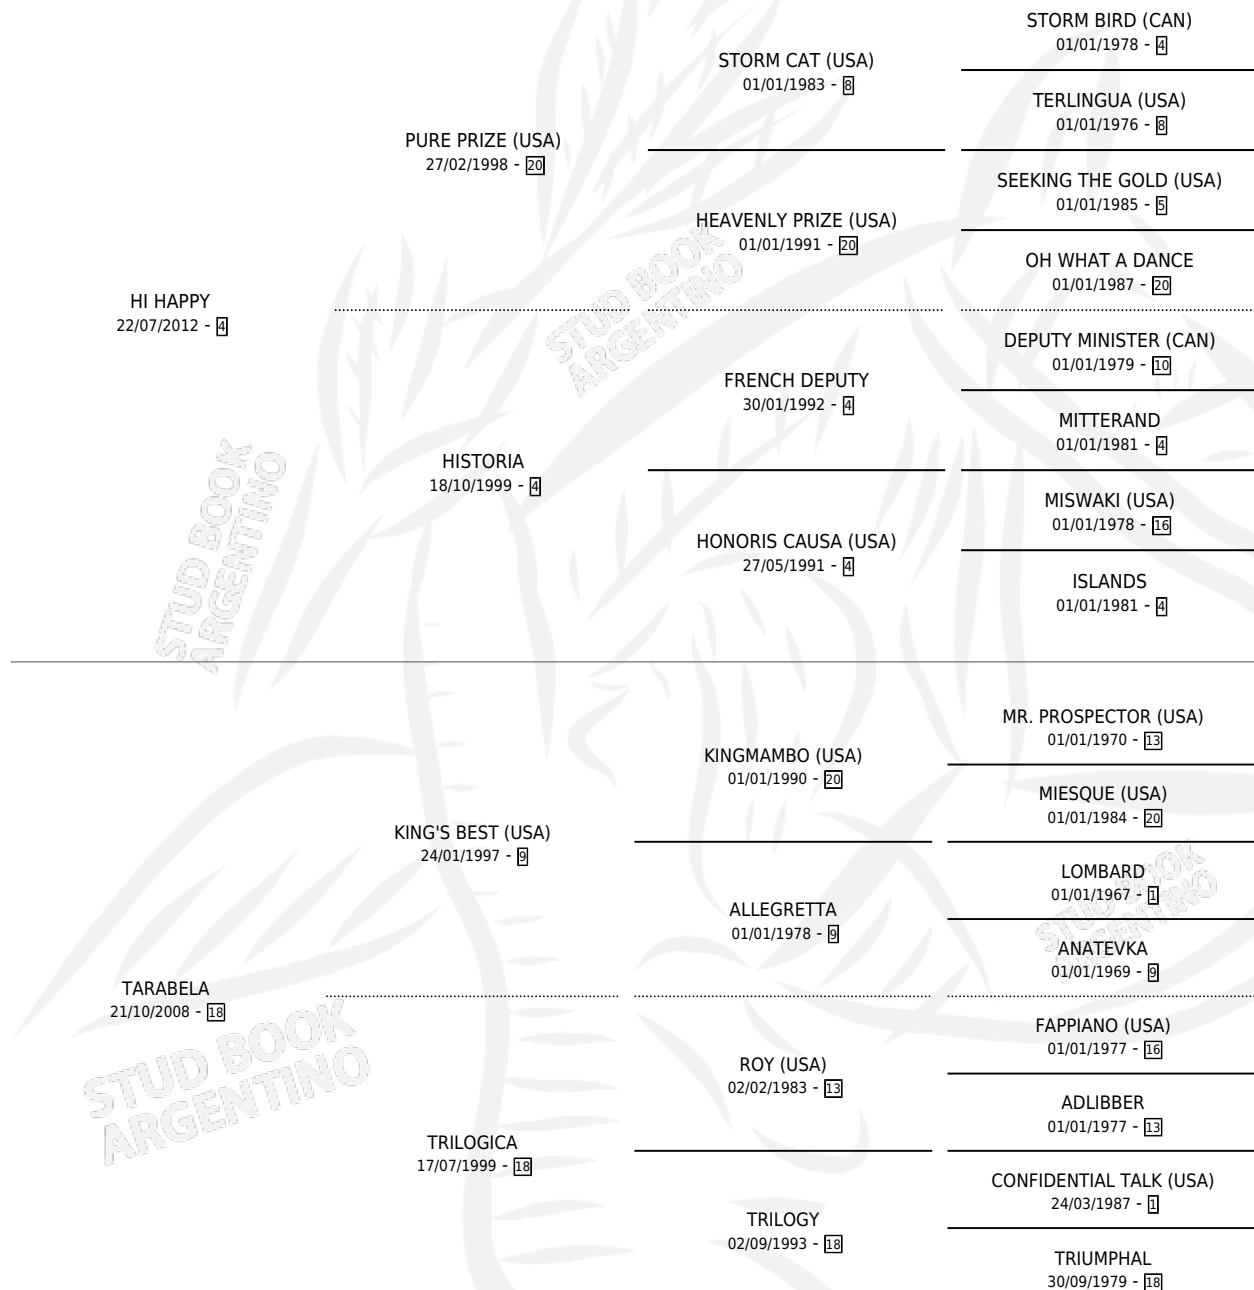 STORM BIRD (CAN)
01/01/1978 - 4
STORM CAT (USA)
01/01/1983 - 8
TERLINGUA (USA)
01/01/1976 - 8
PURE PRIZE (USA)
27/02/1998 - 20
SEEKING THE GOLD (USA)
01/01/1985 - 5
HEAVENLY PRIZE (USA)
01/01/1991 - 20
OH WHAT A DANCE
01/01/1987 - 20
HI HAPPY
22/07/2012 - 4
DEPUTY MINISTER (CAN)
01/01/1979 - 10
FRENCH DEPUTY
30/01/1992 - 4
MITTERAND
01/01/1981 - 4
HISTORIA
18/10/1999 - 4
MISWAKI (USA)
01/01/1978 - 16
HONORIS CAUSA (USA)
27/05/1991 - 4
ISLANDS
01/01/1981 - 4
MR. PROSPECTOR (USA)
01/01/1970 - 13
KINGMAMBO (USA)
01/01/1990 - 20
MIESQUE (USA)
01/01/1984 - 20
KING'S BEST (USA)
24/01/1997 - 9
LOMBARD
01/01/1967 - 1
ALLEGRETTA
01/01/1978 - 9
ANATEVKA
01/01/1969 - 9
TARABELA
21/10/2008 - 18
FAPPIANO (USA)
01/01/1977 - 16
ROY (USA)
02/02/1983 - 13
ADLIBBER
01/01/1977 - 13
TRILOGICA
17/07/1999 - 18
CONFIDENTIAL TALK (USA)
24/03/1987 - 1
TRILOGY
02/09/1993 - 18
TRIUMPHAL
30/09/1979 - 18
STUD BOOK
ARGENTINO
STUD BOOK
ARGENTINO
STUD BOOK
ARGENTINO
STUD BOOK
ARGENTINO